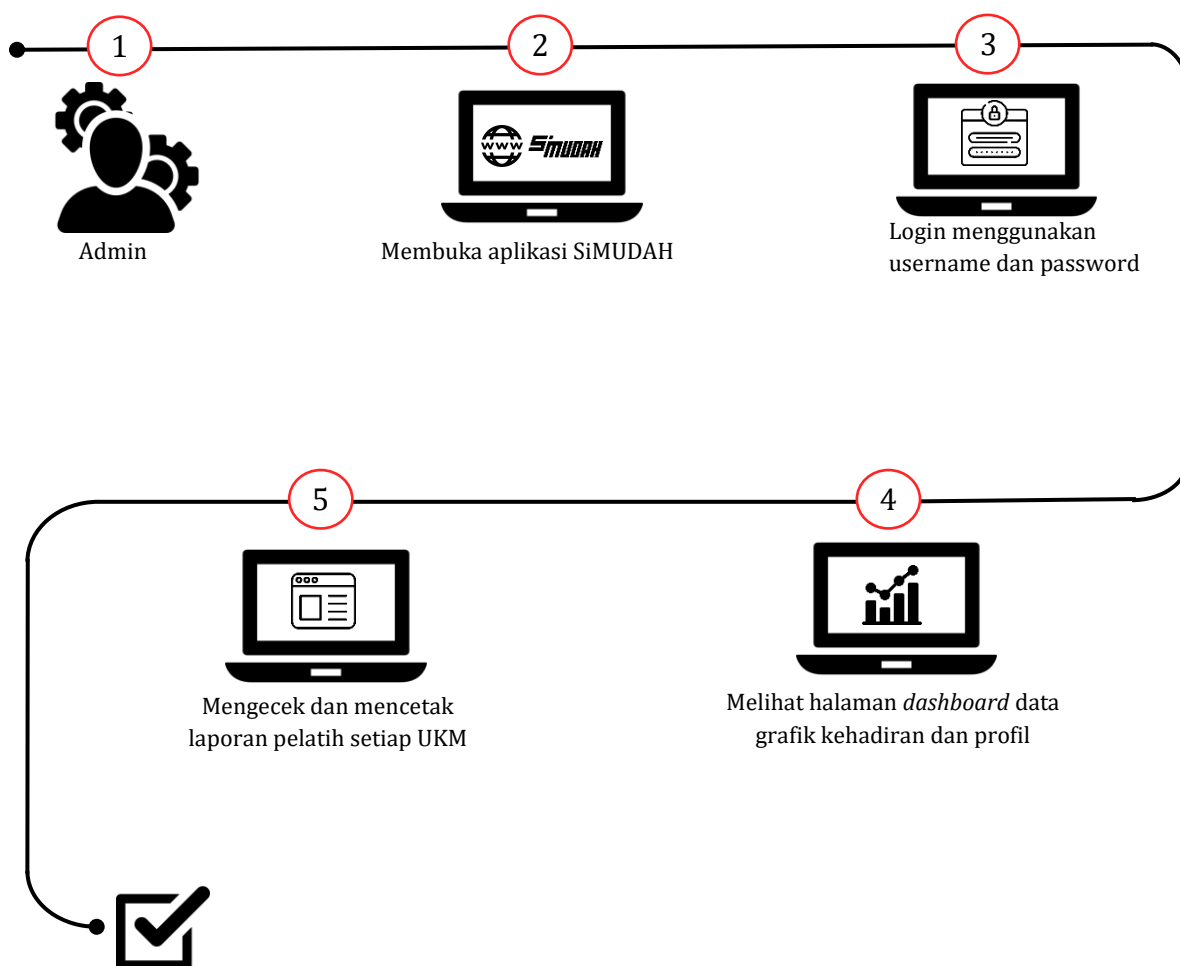 1
2
3
WWW SiMUDAH
Admin
Membuka aplikasi SiMUDAH
Login menggunakan
username dan password
5
4
Mengecek dan mencetak
laporan pelatih setiap UKM
Melihat halaman dashboard data
grafik kehadiran dan profil